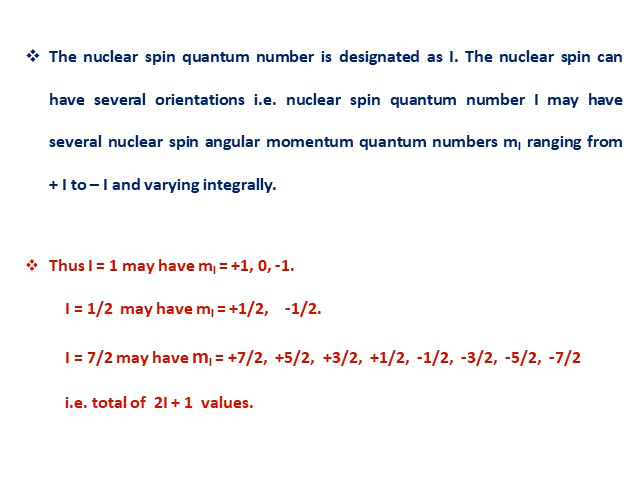 ❖ The nuclear spin quantum number is designated as I. The nuclear spin can
have several orientations i.e. nuclear spin quantum number I may have
several nuclear spin angular momentum quantum numbers mI ranging from
+ I to – I and varying integrally.
❖ Thus I = 1 may have mI = +1, 0, -1.
I = 1/2 may have mI = +1/2, -1/2.
I = 7/2 may have mI = +7/2, +5/2, +3/2, +1/2, -1/2, -3/2, -5/2, -7/2
i.e. total of 2I + 1 values.